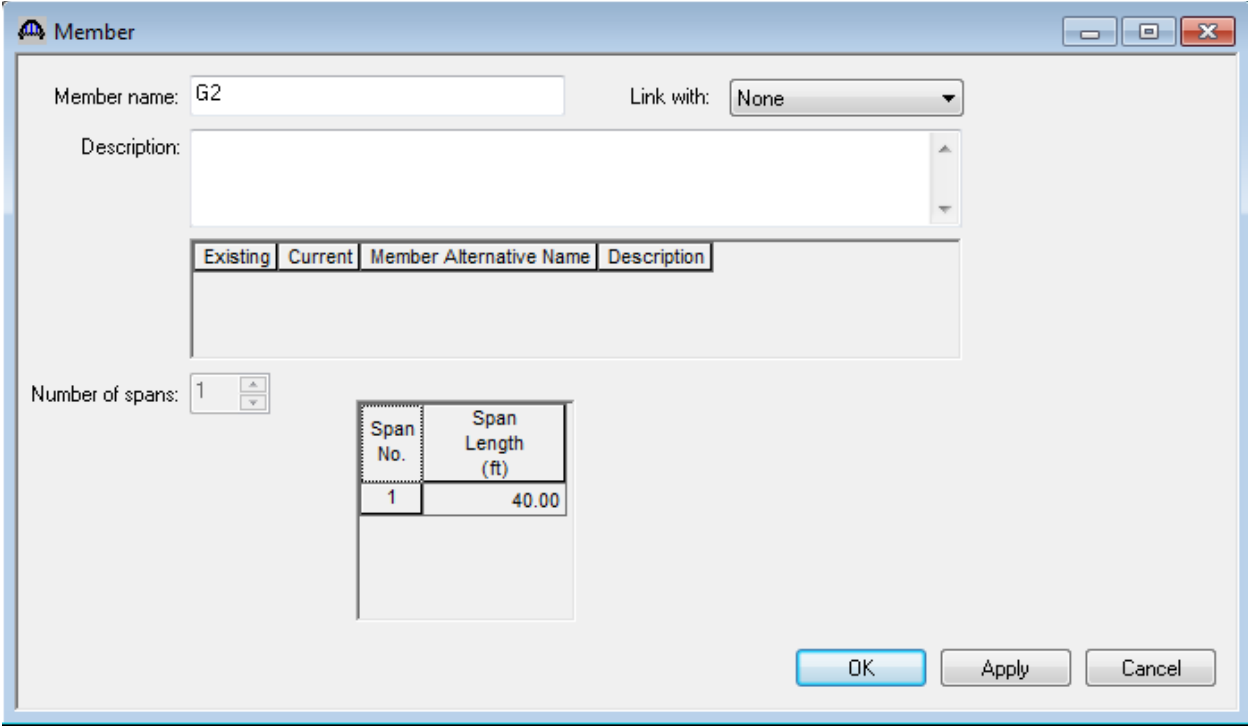 Member
Member name: G2 Link with: None
Description:
Existing Current Member Alternative Name Description
Number of spans: 1
Span No. Span Length (ft)
1 40.00
OK Apply Cancel